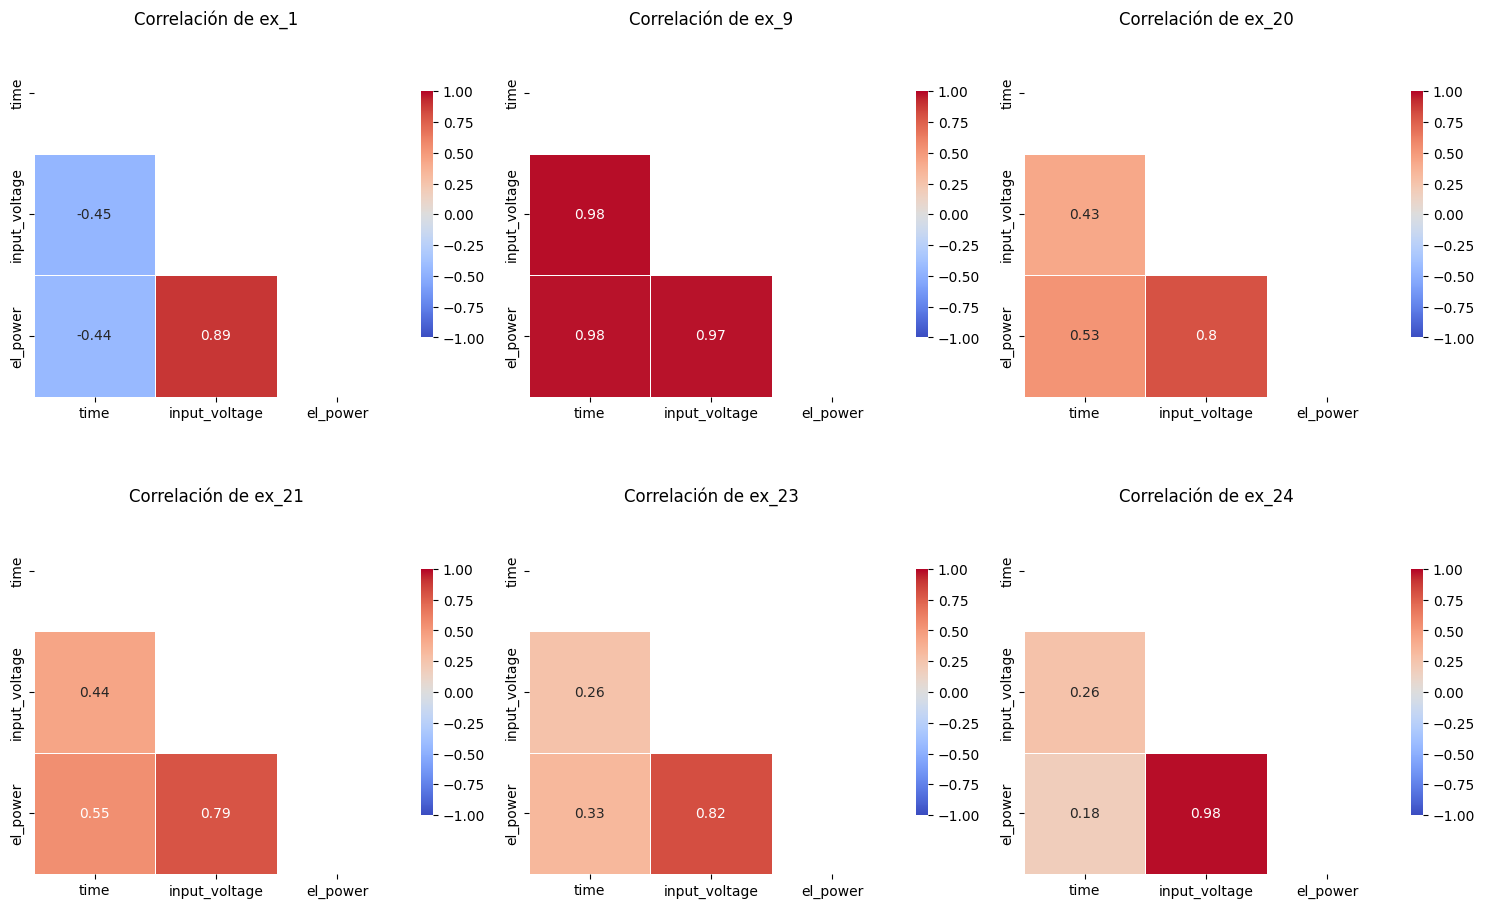 Correlación de ex_1
time
input_voltage
el_power
-0.45
-0.44
0.89
time
input_voltage
el_power
1.00
0.75
0.50
0.25
0.00
−0.25
−0.50
−0.75
−1.00
Correlación de ex_9
time
input_voltage
el_power
0.98
0.98
0.97
time
input_voltage
el_power
1.00
0.75
0.50
0.25
0.00
−0.25
−0.50
−0.75
−1.00
Correlación de ex_20
time
input_voltage
el_power
0.43
0.53
0.8
time
input_voltage
el_power
1.00
0.75
0.50
0.25
0.00
−0.25
−0.50
−0.75
−1.00
Correlación de ex_21
time
input_voltage
el_power
0.44
0.55
0.79
time
input_voltage
el_power
1.00
0.75
0.50
0.25
0.00
−0.25
−0.50
−0.75
−1.00
Correlación de ex_23
time
input_voltage
el_power
0.26
0.33
0.82
time
input_voltage
el_power
1.00
0.75
0.50
0.25
0.00
−0.25
−0.50
−0.75
−1.00
Correlación de ex_24
time
input_voltage
el_power
0.26
0.18
0.98
time
input_voltage
el_power
1.00
0.75
0.50
0.25
0.00
−0.25
−0.50
−0.75
−1.00